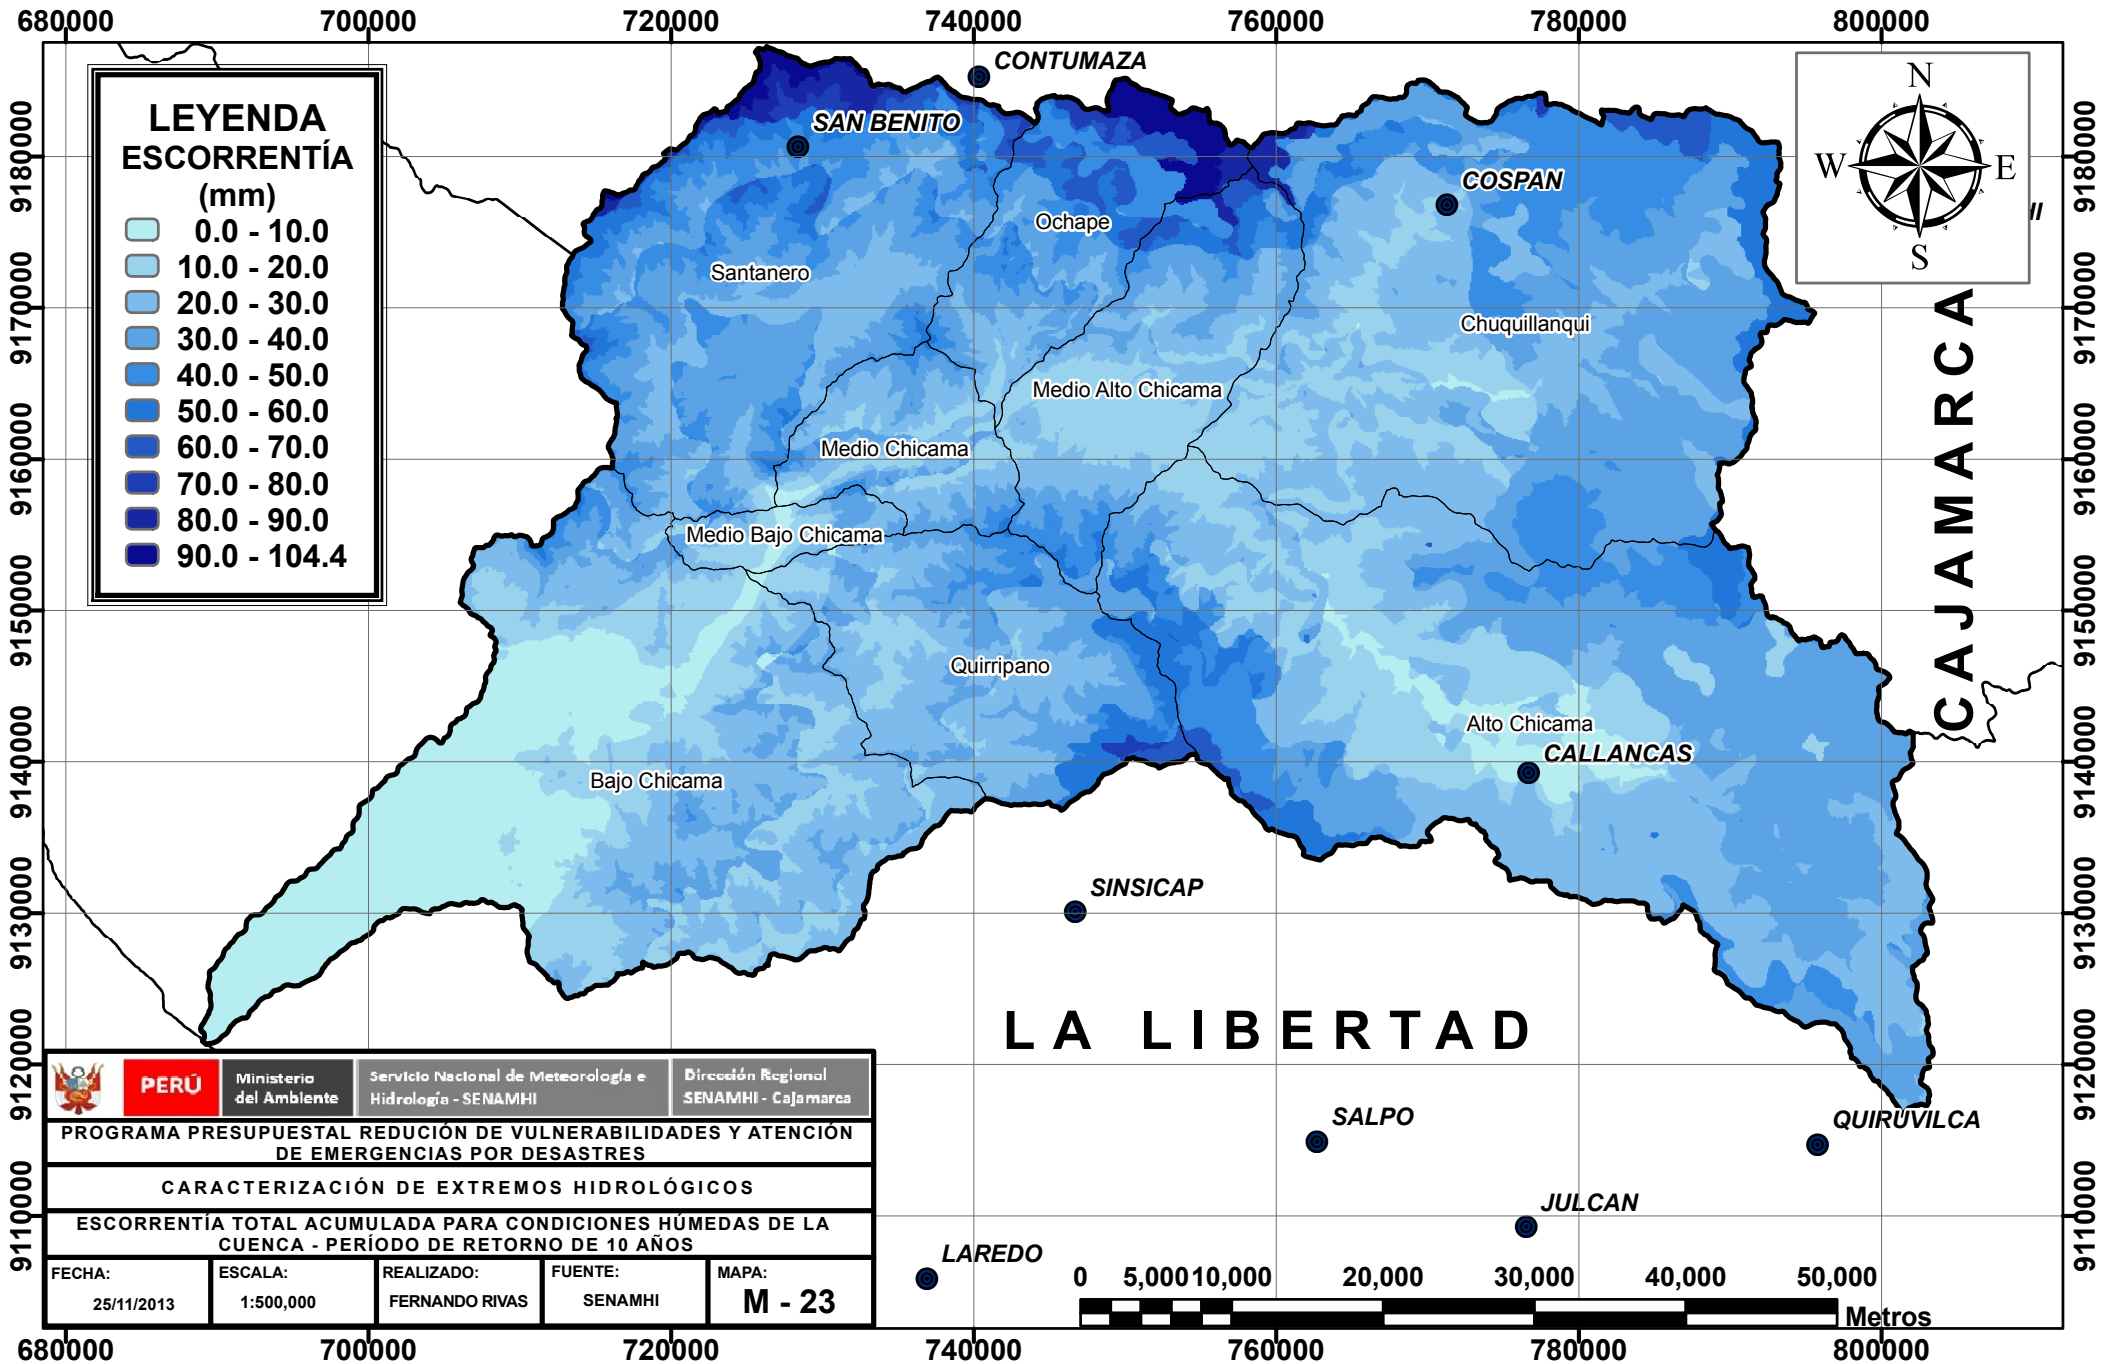 680000 700000 720000 740000 760000 780000 800000
CONTUMAZA
SAN BENITO
COSPAN
LEYENDA
ESCORRENTÍA
(mm)
0.0 - 10.0
10.0 - 20.0
20.0 - 30.0
30.0 - 40.0
40.0 - 50.0
50.0 - 60.0
60.0 - 70.0
70.0 - 80.0
80.0 - 90.0
90.0 - 104.4
N
W
E
S
9180000
9170000
9160000
9150000
9140000
9130000
9120000
9110000
9180000
9170000
9160000
9150000
9140000
9130000
9120000
9110000
Ochape
Santanero
Chuquillanqui
Medio Alto Chicama
Medio Chicama
Medio Bajo Chicama
Quirripano
Alto Chicama
CALLANCAS
Bajo Chicama
CAJAMARCA
SINSICAP
LA LIBERTAD
SALPO
QUIRUVILCA
JULCAN
LAREDO
PERÚ
Ministerio
del Ambiente
Servicio Nacional de Meteorología e
Hidrología - SENAMHI
Dirección Regional
SENAMHI - Cajamarca
PROGRAMA PRESUPUESTAL REDUCIÓN DE VULNERABILIDADES Y ATENCIÓN
DE EMERGENCIAS POR DESASTRES
CARACTERIZACIÓN DE EXTREMOS HIDROLÓGICOS
ESCORRENTÍA TOTAL ACUMULADA PARA CONDICIONES HÚMEDAS DE LA
CUENCA - PERÍODO DE RETORNO DE 10 AÑOS
FECHA:
25/11/2013
ESCALA:
1:500,000
REALIZADO:
FERNANDO RIVAS
FUENTE:
SENAMHI
MAPA:
M - 23
0 5,000 10,000 20,000 30,000 40,000 50,000
Metros
680000 700000 720000 740000 760000 780000 800000